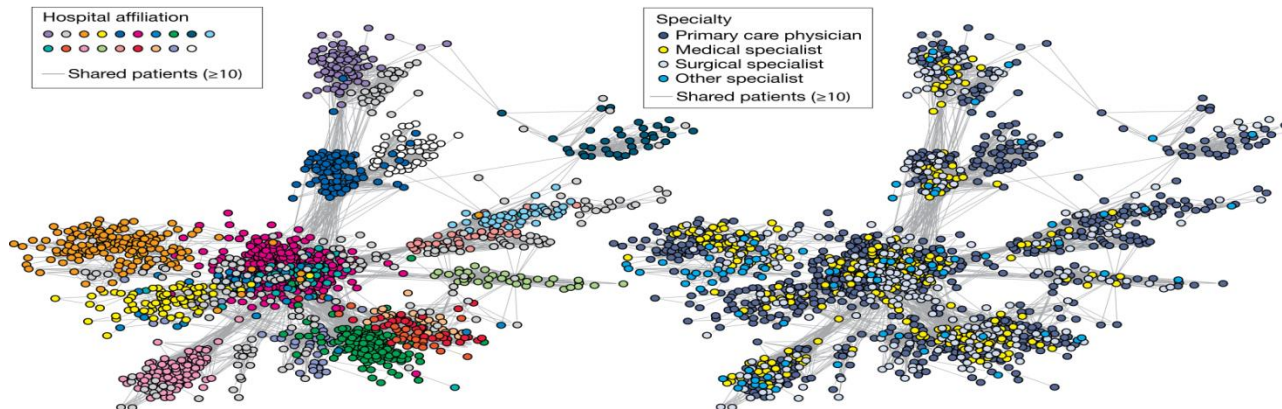 Hospital affiliation
Shared patients (≥10)
Specialty
Primary care physician
Medical specialist
Surgical specialist
Other specialist
Shared patients (≥10)